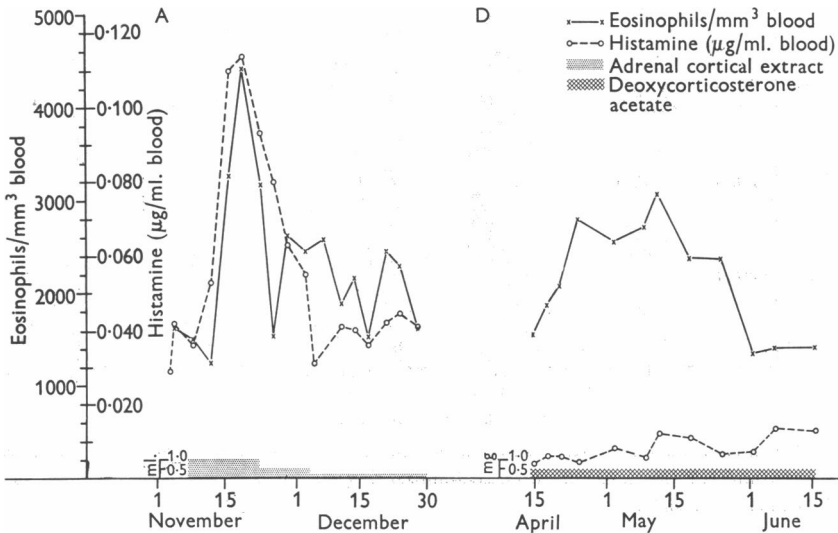 A
D
Eosinophils/mm³ blood
Histamine (μg/ml. blood)
Adrenal cortical extract
Deoxycorticosterone
acetate
Eosinophils/mm³ blood
5000
4000
3000
2000
1000
Histamine (μg/ml. blood)
0·120
0·100
0·080
0·060
0·040
0·020
1·0
0·5
mg
1·0
0·5
1 15 1 15 30
November December
15 1 15 1 15
April May June